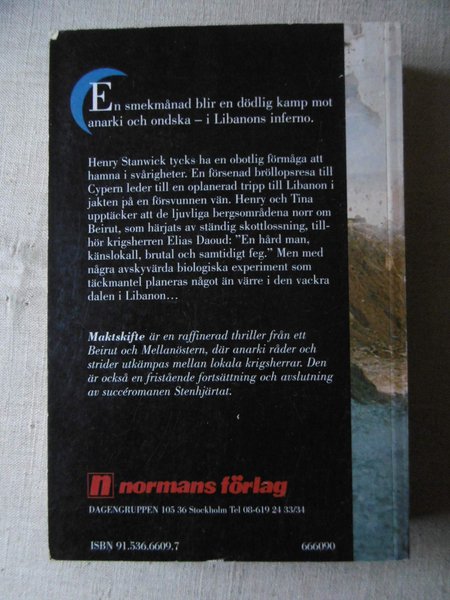 En smekmånad blir en dödlig kamp mot
anarki och ondska – i Libanons inferno.
Henry Stanwick tycks ha en obotlig förmåga att
hamna i svårigheter. En försenad bröllopsresa till
Cypern leder till en oplanerad tripp till Libanon i
jakten på en försvunnen vän. Henry och Tina
upptäcker att de ljuvliga bergsområdena norr om
Beirut, som härjats av ständig skottlossning, till-
hör krigsherren Elias Daoud: ”En hård man,
känslokall, brutal och samtidigt feg.” Men med
några avskyvärda biologiska experiment som
täckmantel planeras något än värre i den vackra
dalen i Libanon…
Maktskifte är en raffinerad thriller från ett
Beirut och Mellanöstern, där anarki råder och
strider utkämpas mellan lokala krigsherrar. Den
är också en fristående fortsättning och avslutning
av succéromanen Stenhjärtat.
n normans förlag
DAGENGRUPPEN 105 36 Stockholm Tel 08-619 24 33/34
ISBN 91.536.6609.7 666090